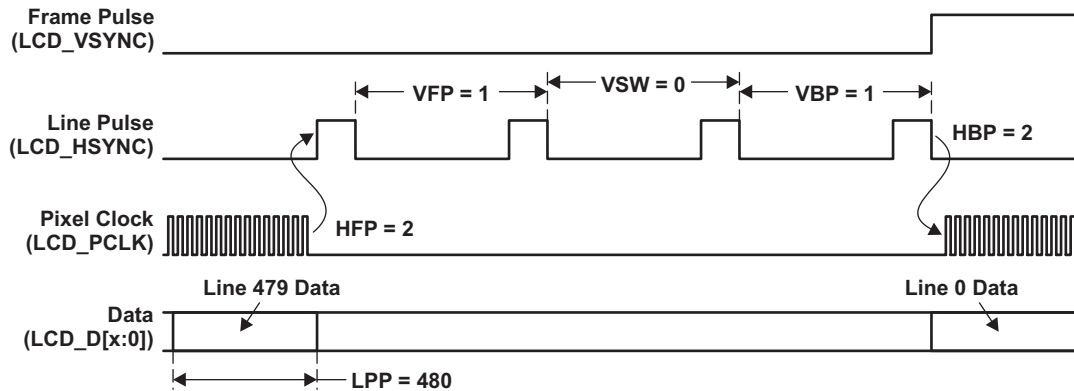 Frame Pulse
(LCD_VSYNC)
VFP = 1
VSW = 0
VBP = 1
Line Pulse
(LCD_HSYNC)
HBP = 2
Pixel Clock
(LCD_PCLK)
HFP = 2
Line 479 Data
Line 0 Data
Data
(LCD_D[x:0])
LPP = 480